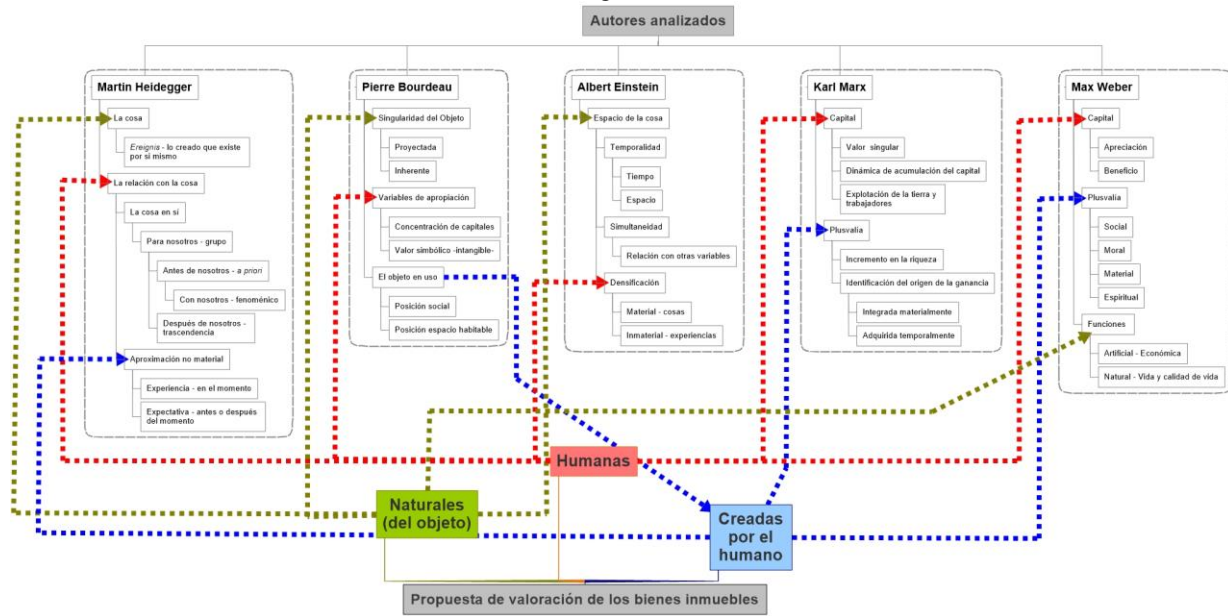 Autores analizados
Martin Heidegger
La cosa
Ereignis - lo creado que existe
por sí mismo
La relación con la cosa
La cosa en sí
Para nosotros - grupo
Antes de nosotros - a priori
Con nosotros - fenoménico
Después de nosotros -
trascendencia
Aproximación no material
Experiencia - en el momento
Expectativa - antes o después
del momento
Pierre Bourdeau
Singularidad del Objeto
Proyectada
Inherente
Variables de apropiación
Concentración de capitales
Valor simbólico -intangible-
El objeto en uso
Posición social
Posición espacio habitable
Albert Einstein
Espacio de la cosa
Temporalidad
Tiempo
Espacio
Simultaneidad
Relación con otras variables
Densificación
Material - cosas
Inmaterial - experiencias
Karl Marx
Capital
Valor singular
Dinámica de acumulación del capital
Explotación de la tierra y
trabajadores
Plusvalía
Incremento en la riqueza
Identificación del origen de la ganancia
Integrada materialmente
Adquirida temporalmente
Max Weber
Capital
Apreciación
Beneficio
Plusvalía
Social
Moral
Material
Espiritual
Funciones
Artificial - Económica
Natural - Vida y calidad de vida
Humanas
Naturales
(del objeto)
Creadas
por el
humano
Propuesta de valoración de los bienes inmuebles